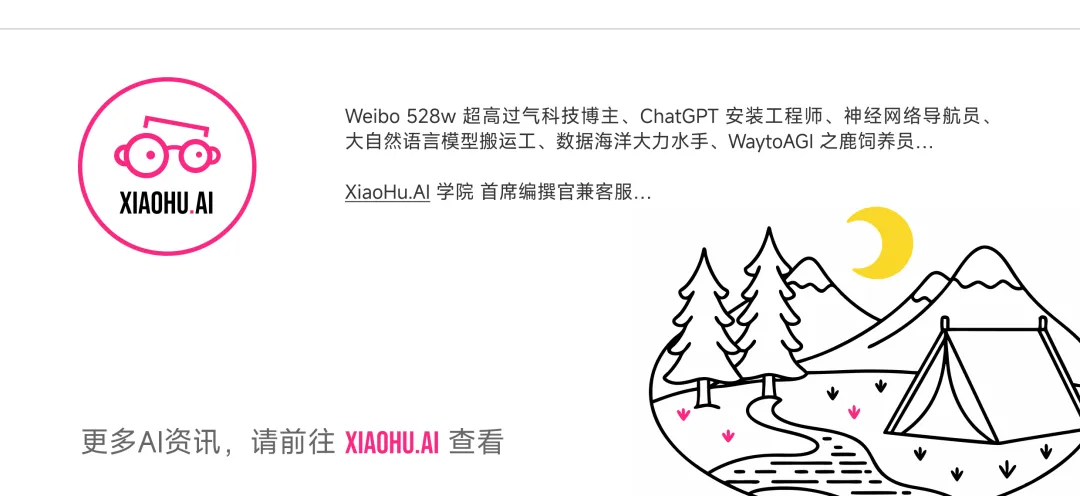 XIAOHU.AI
Weibo 528w 超高过气科技博主、ChatGPT 安装工程师、神经网络导航员、
大自然语言模型搬运工、数据海洋大力水手、WaytoAGI 之鹿饲养员...
XiaoHu.AI 学院 首席编撰官兼客服...
更多AI资讯，请前往 XIAOHU.AI 查看